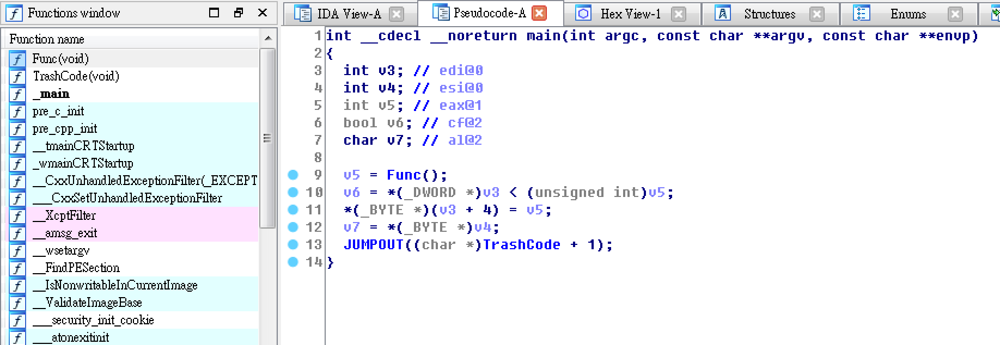 Functions window
IDA View-A
Pseudocode-A
Hex View-1
Structures
Enums
Function name
Func(void)
TrashCode(void)
_main
pre_c_init
pre_cpp_init
__tmainCRTStartup
_wmainCRTStartup
__CxxUnhandledExceptionFilter(_EXCEPT
___CxxSetUnhandledExceptionFilter
__XcptFilter
__amsg_exit
__wsetargv
__FindPESection
__IsNonwritableInCurrentImage
__ValidateImageBase
___security_init_cookie
___atonexitinit
1 int __cdecl __noreturn main(int argc, const char **argv, const char **envp)
2 {
3   int v3; // edi@0
4   int v4; // esi@0
5   int v5; // eax@1
6   bool v6; // cf@2
7   char v7; // al@2
8
9   v5 = Func();
10   v6 = *(_DWORD *)v3 < (unsigned int)v5;
11   *(_BYTE *)(v3 + 4) = v5;
12   v7 = *(_BYTE *)v4;
13   JUMPOUT((char *)TrashCode + 1);
14 }